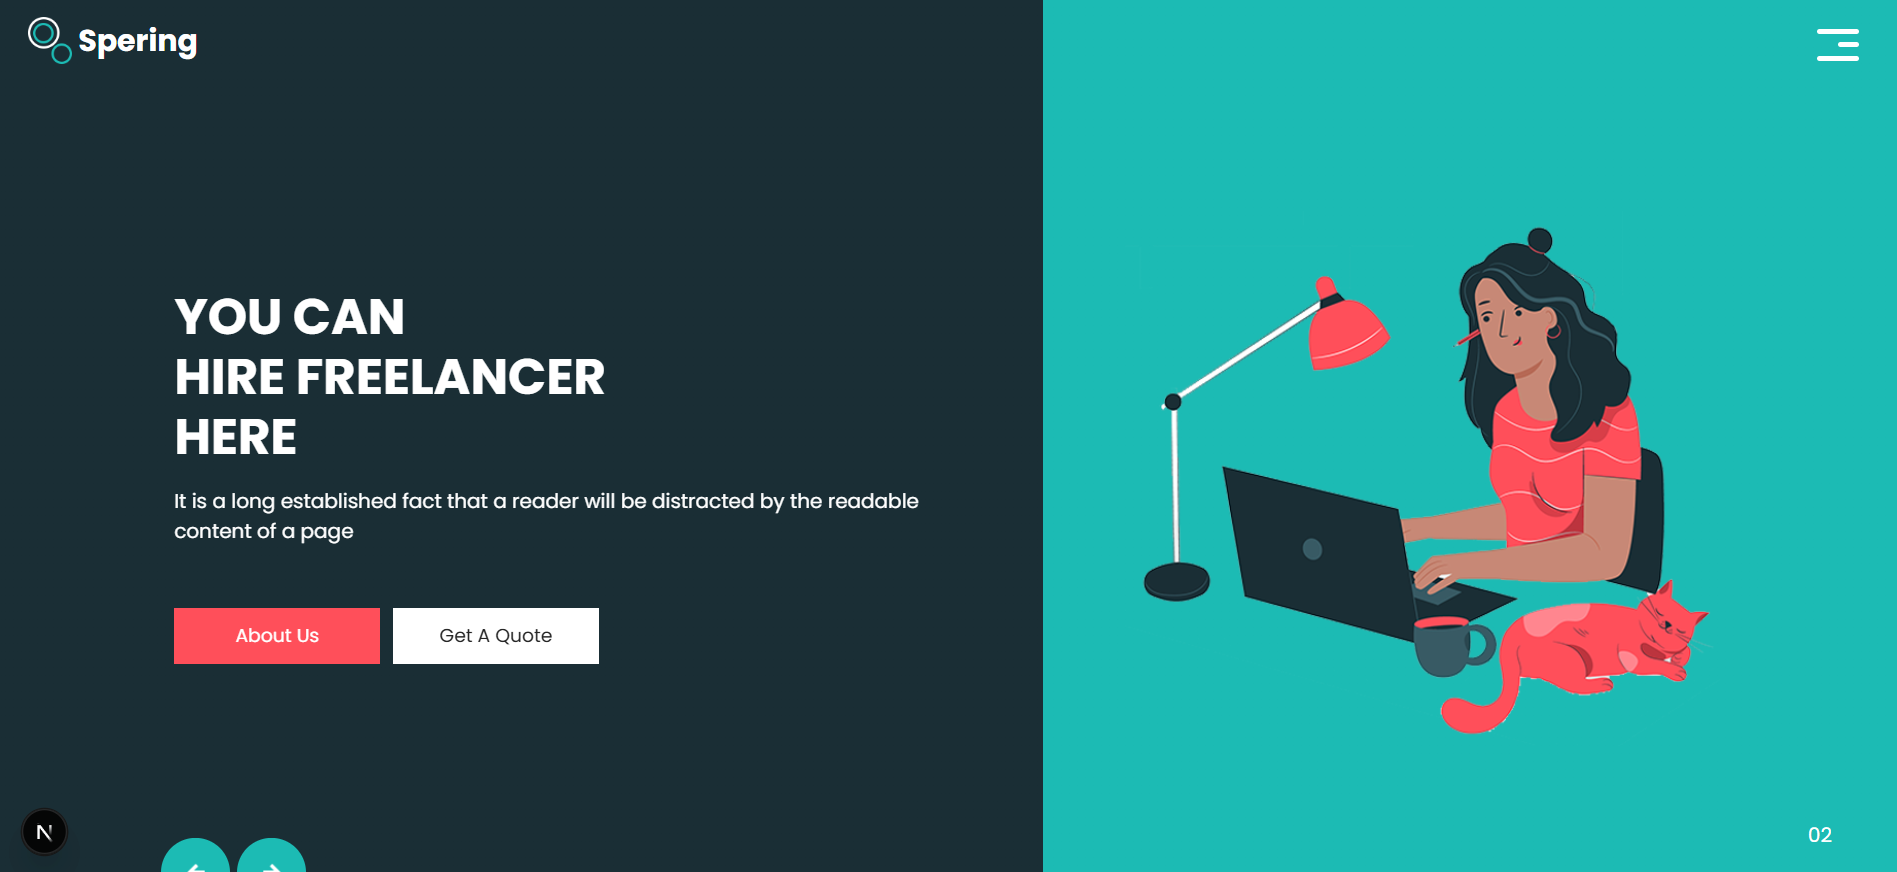 Spering
YOU CAN
HIRE FREELANCER
HERE
It is a long established fact that a reader will be distracted by the readable
content of a page
About Us
Get A Quote
N
02